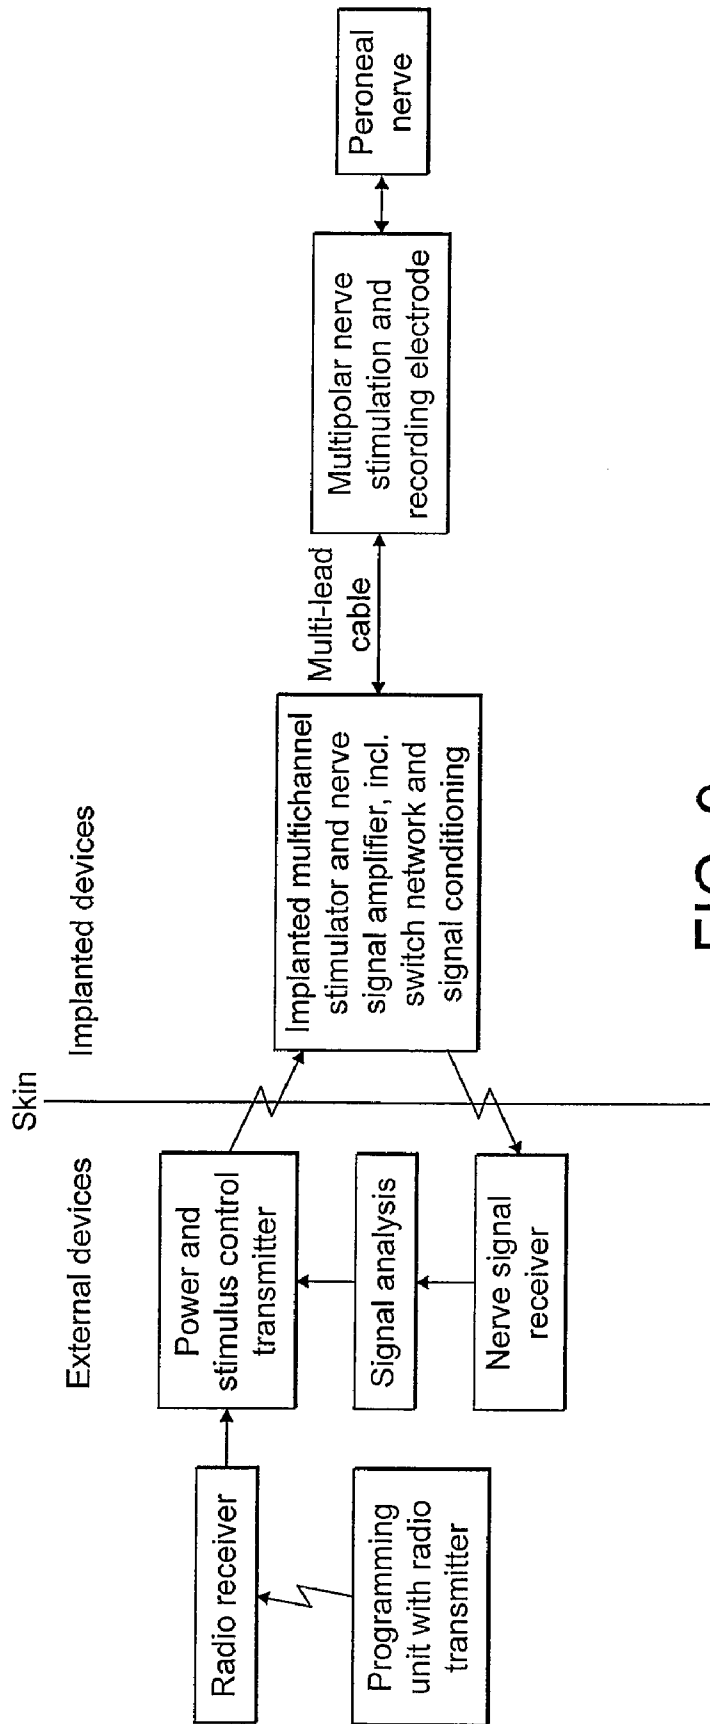 Skin
External devices
Implanted devices
Radio receiver
Programming
unit with radio
transmitter
Power and
stimulus control
transmitter
Signal analysis
Nerve signal
receiver
Implanted multichannel
stimulator and nerve
signal amplifier, incl.
switch network and
signal conditioning
Multi-lead
cable
Multipolar nerve
stimulation and
recording electrode
Peroneal
nerve